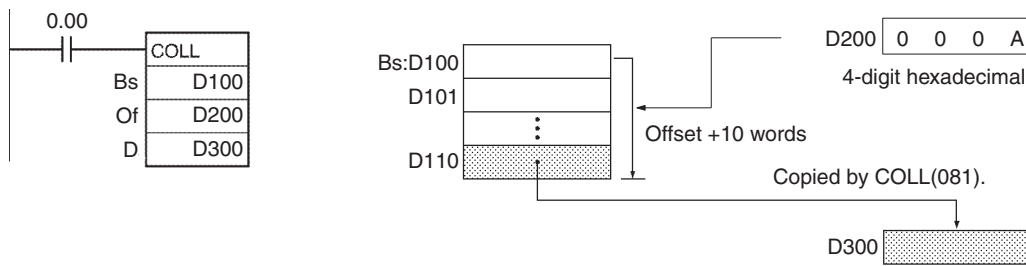 0.00
COLL
Bs D100
Of D200
D D300
Bs:D100
D101
D110
Offset +10 words
D200 0 0 0 A
4-digit hexadecimal
Copied by COLL(081).
D300